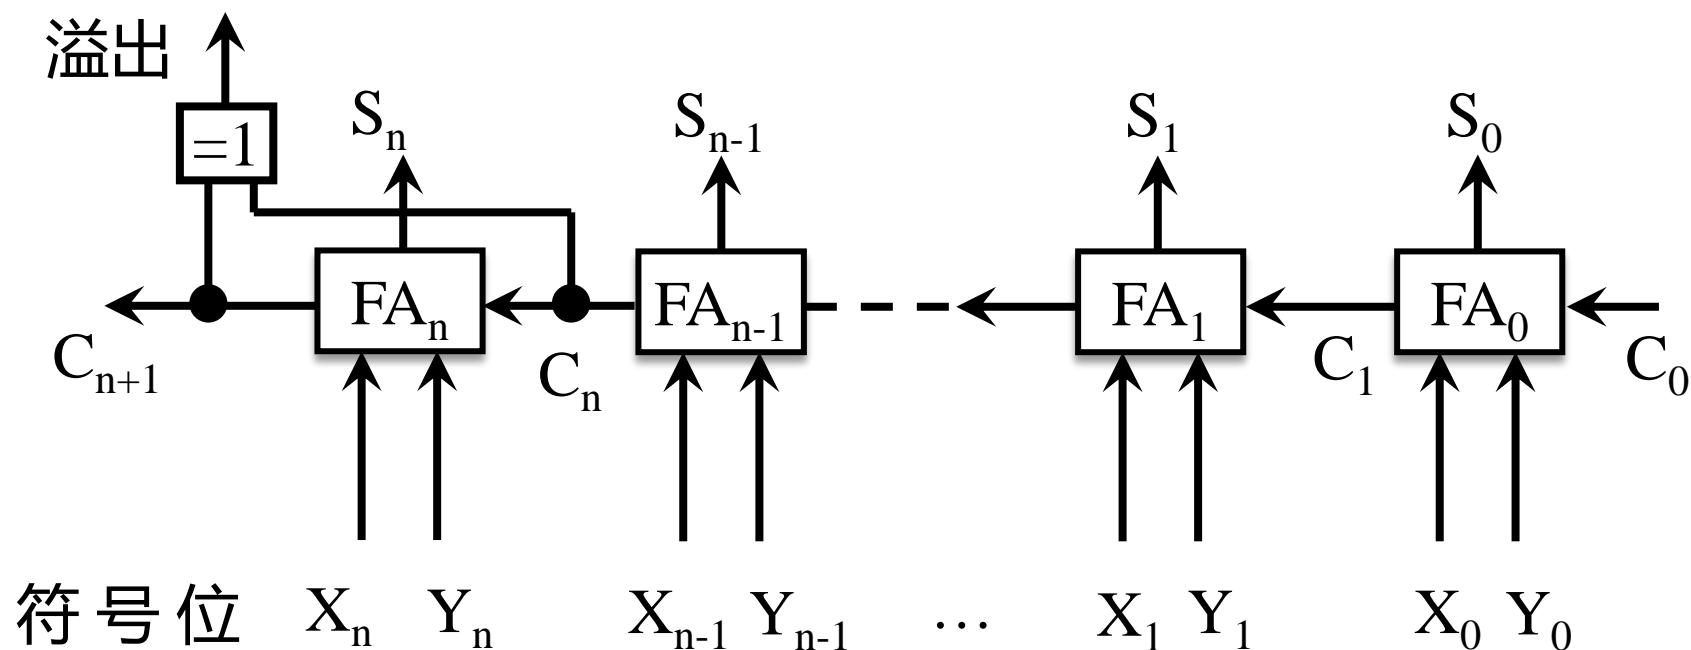 溢出
=1
Sn Sn-1 S1 S0
FAn FAn-1 FA1 FA0
Cn+1 Cn C1 C0
符号位 Xn Yn Xn-1 Yn-1 … X1 Y1 X0 Y0